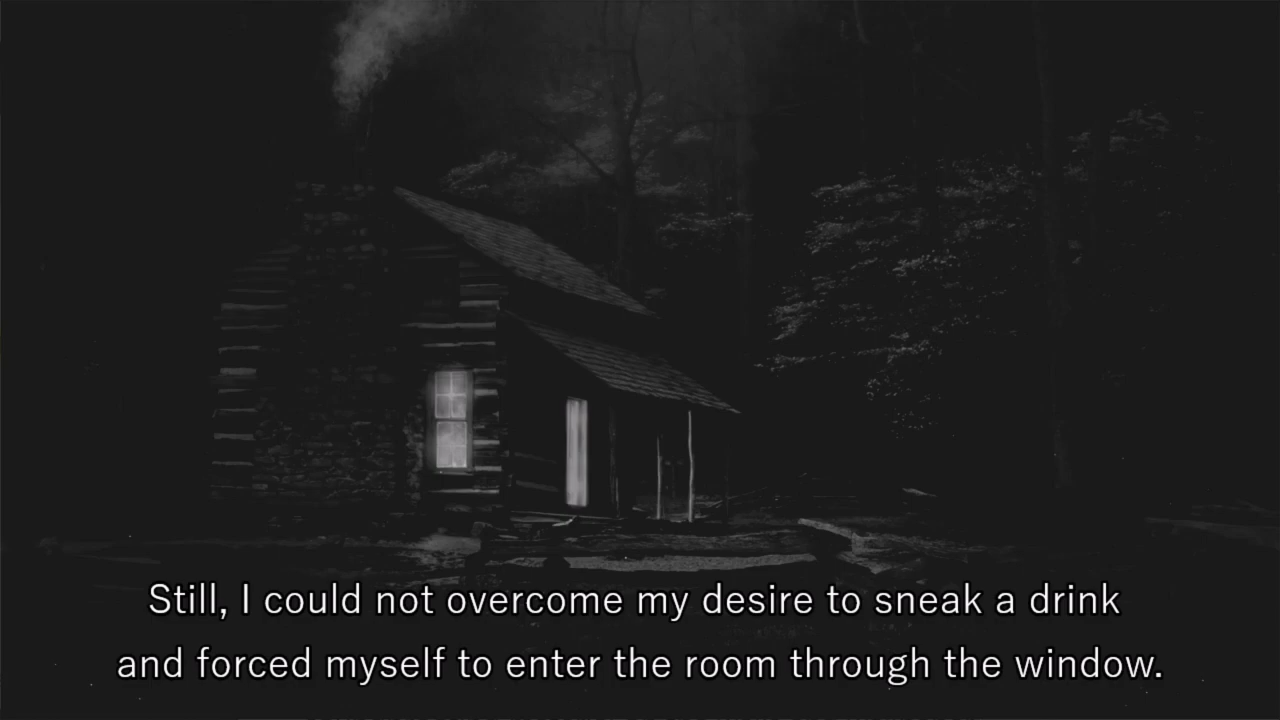 Still, I could not overcome my desire to sneak a drink
and forced myself to enter the room through the window.